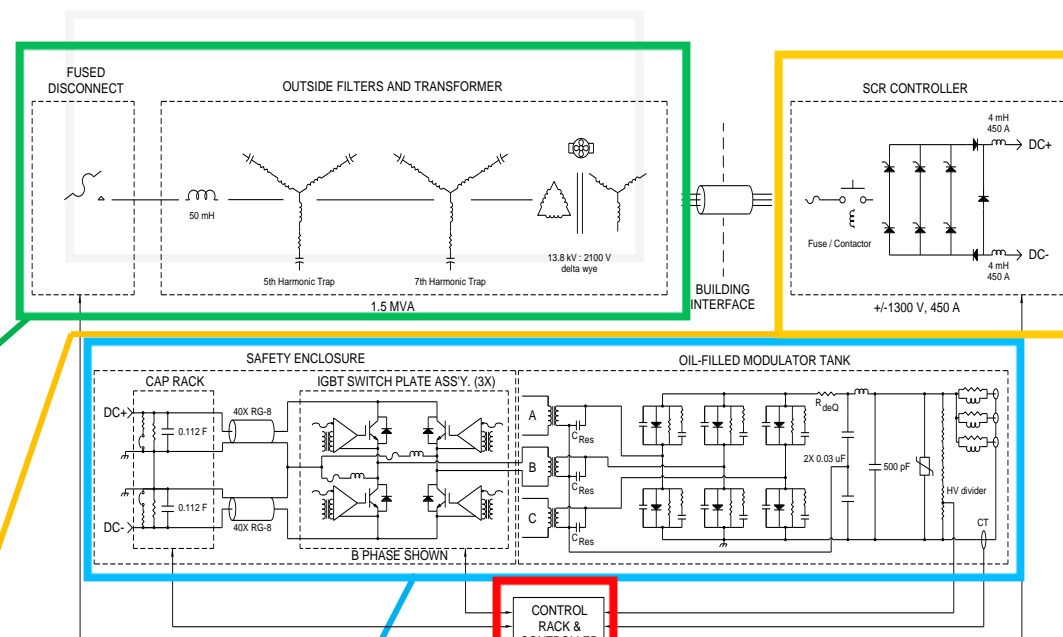 FUSED
DISCONNECT
OUTSIDE FILTERS AND TRANSFORMER
SCR CONTROLLER
4 mH
450 A
DC+
50 mH
Fuse / Contactor
DC-
4 mH
450 A
5th Harmonic Trap
7th Harmonic Trap
13.8 kV : 2100 V
delta wye
1.5 MVA
BUILDING
INTERFACE
+/-1300 V, 450 A
SAFETY ENCLOSURE
OIL-FILLED MODULATOR TANK
CAP RACK
IGBT SWITCH PLATE ASS'Y. (3X)
DC+
40X RG-8
0.112 F
A
CRes
RdeQ
B
2X 0.03 uF
500 pF
CRes
HV divider
0.112 F
DC-
40X RG-8
C
CRes
CT
B PHASE SHOWN
CONTROL
RACK &
CONTROLLER